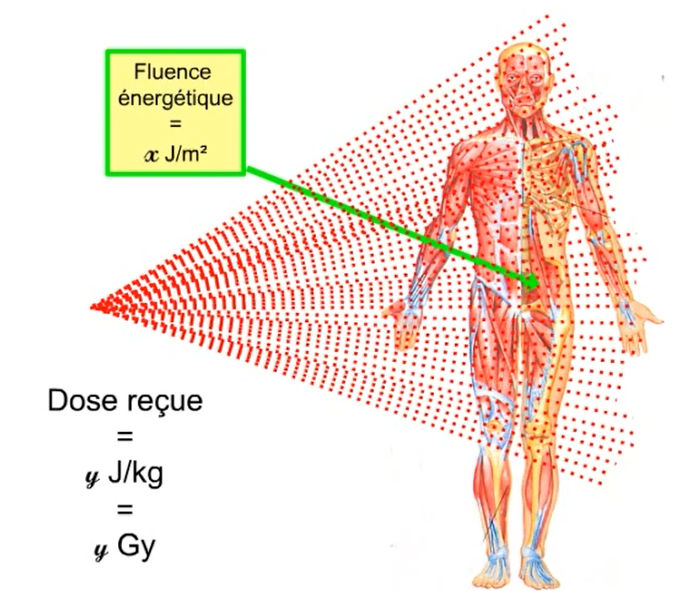 Fluence
énergétique
=
x J/m²
Dose reçue
=
y J/kg
=
y Gy